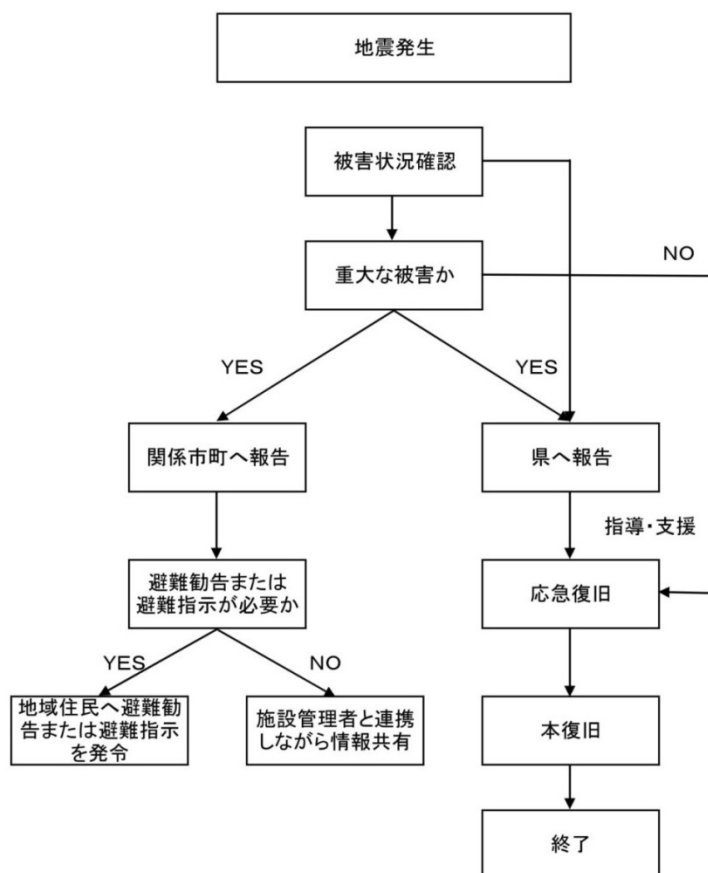 地震発生
被害状況確認
重大な被害か
NO
YES
YES
関係市町へ報告
県へ報告
指導・支援
避難勧告または
避難指示が必要か
応急復旧
YES
NO
地域住民へ避難勧
告または避難指示
を発令
施設管理者と連携
しながら情報共有
本復旧
終了